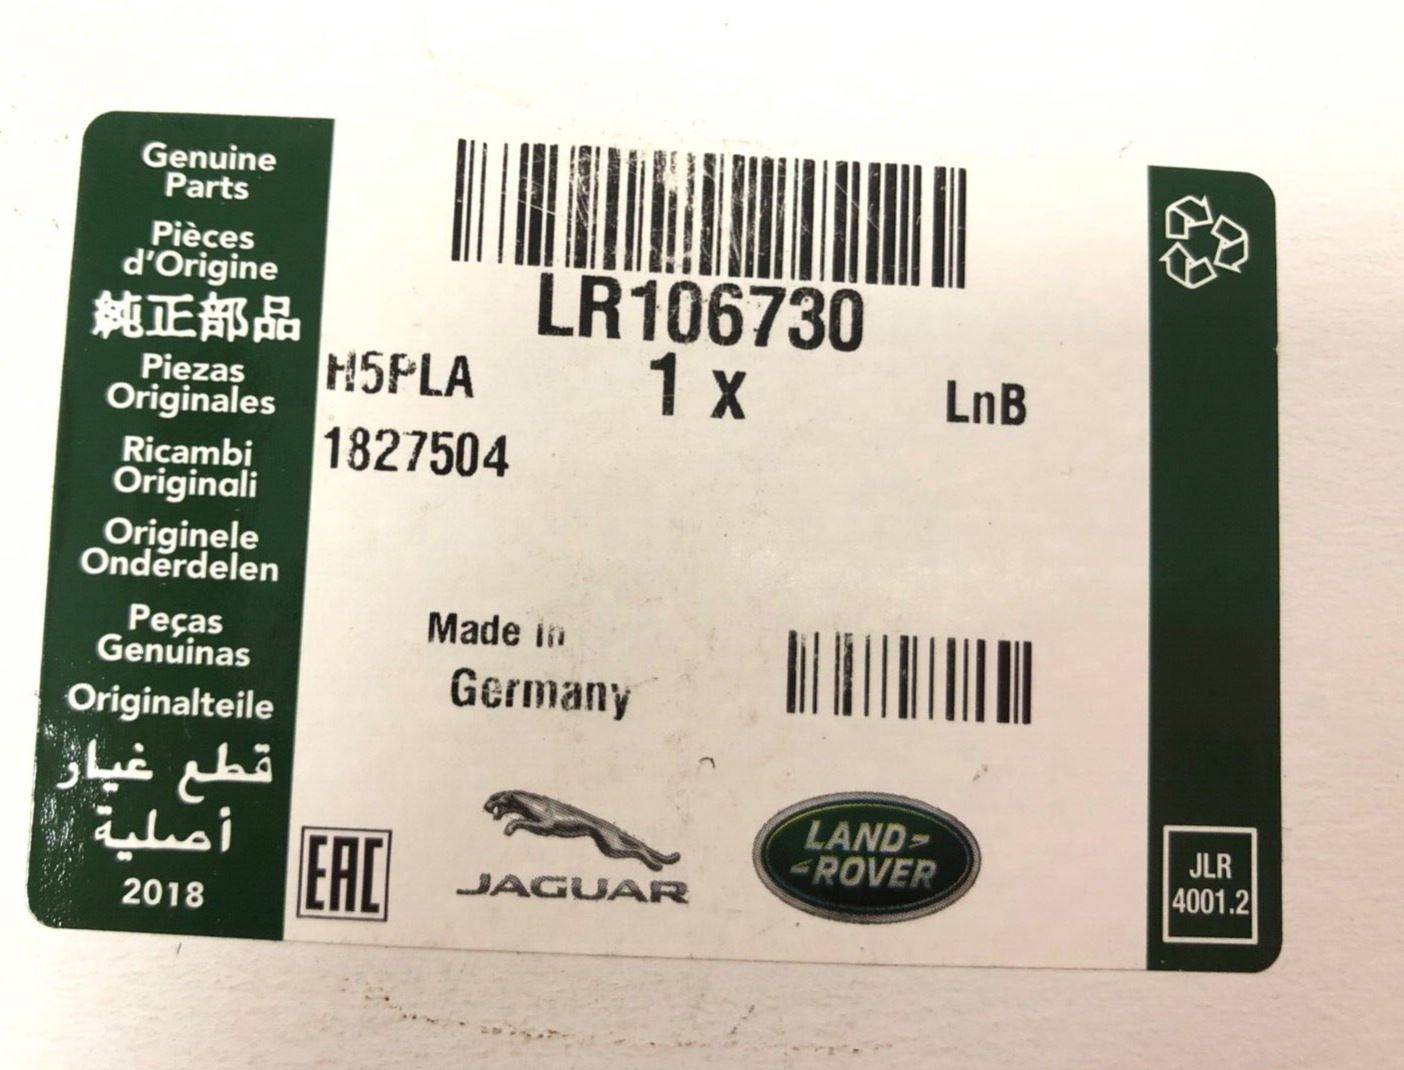 Genuine
Parts
Pièces
d'Origine
純正部品
Piezas
Originales
Ricambi
Originali
Originele
Onderdelen
Peças
Genuinas
Originalteile
قطع غيار
أصلية
2018
LR106730
H5PLA
1 x
LnB
1827504
Made in
Germany
EAC
JAGUAR
LAND-
-ROVER
JLR
4001.2